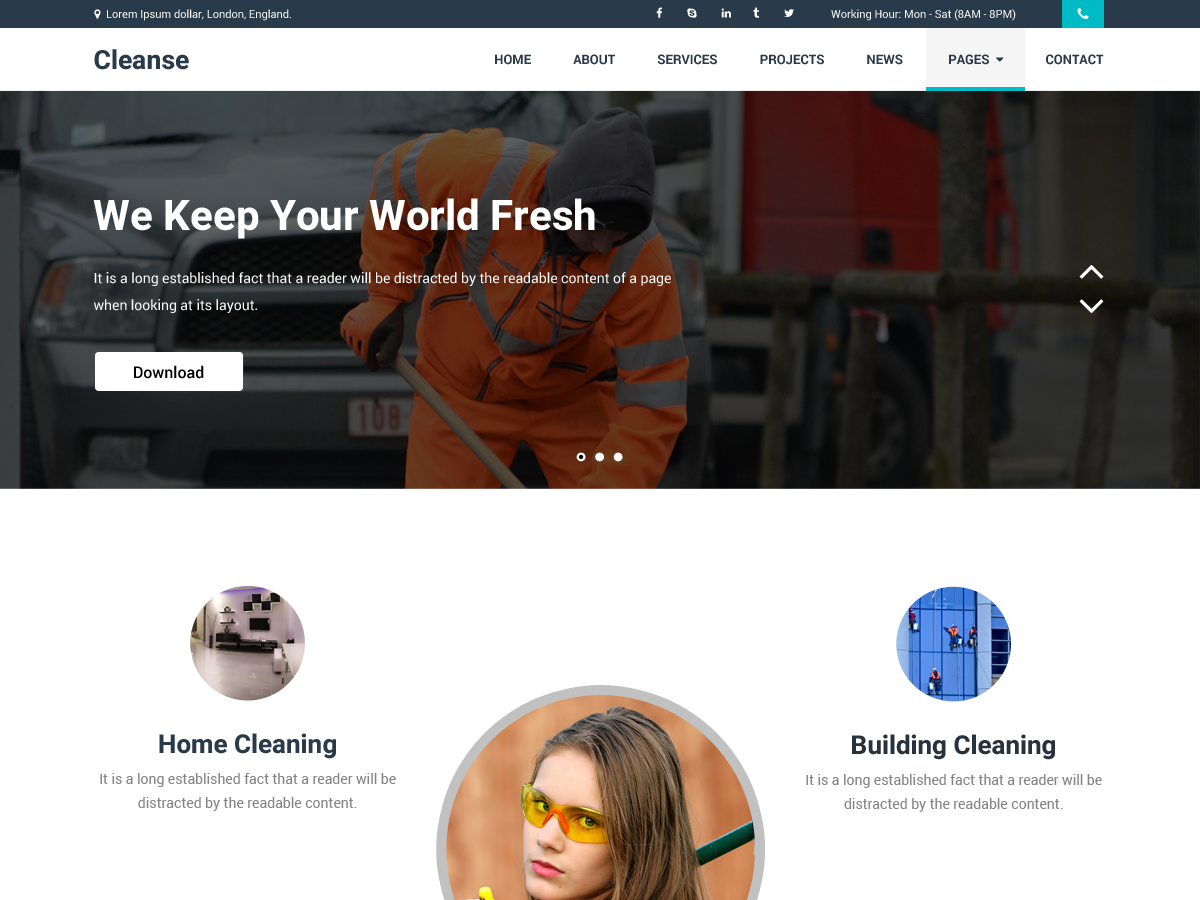 Lorem Ipsum dollar, London, England.
Working Hour: Mon - Sat (8AM - 8PM)
Cleanse
HOME ABOUT SERVICES PROJECTS NEWS PAGES CONTACT
We Keep Your World Fresh
It is a long established fact that a reader will be distracted by the readable content of a page
when looking at its layout.
Download
108
Home Cleaning
It is a long established fact that a reader will be
distracted by the readable content.
Building Cleaning
It is a long established fact that a reader will be
distracted by the readable content.